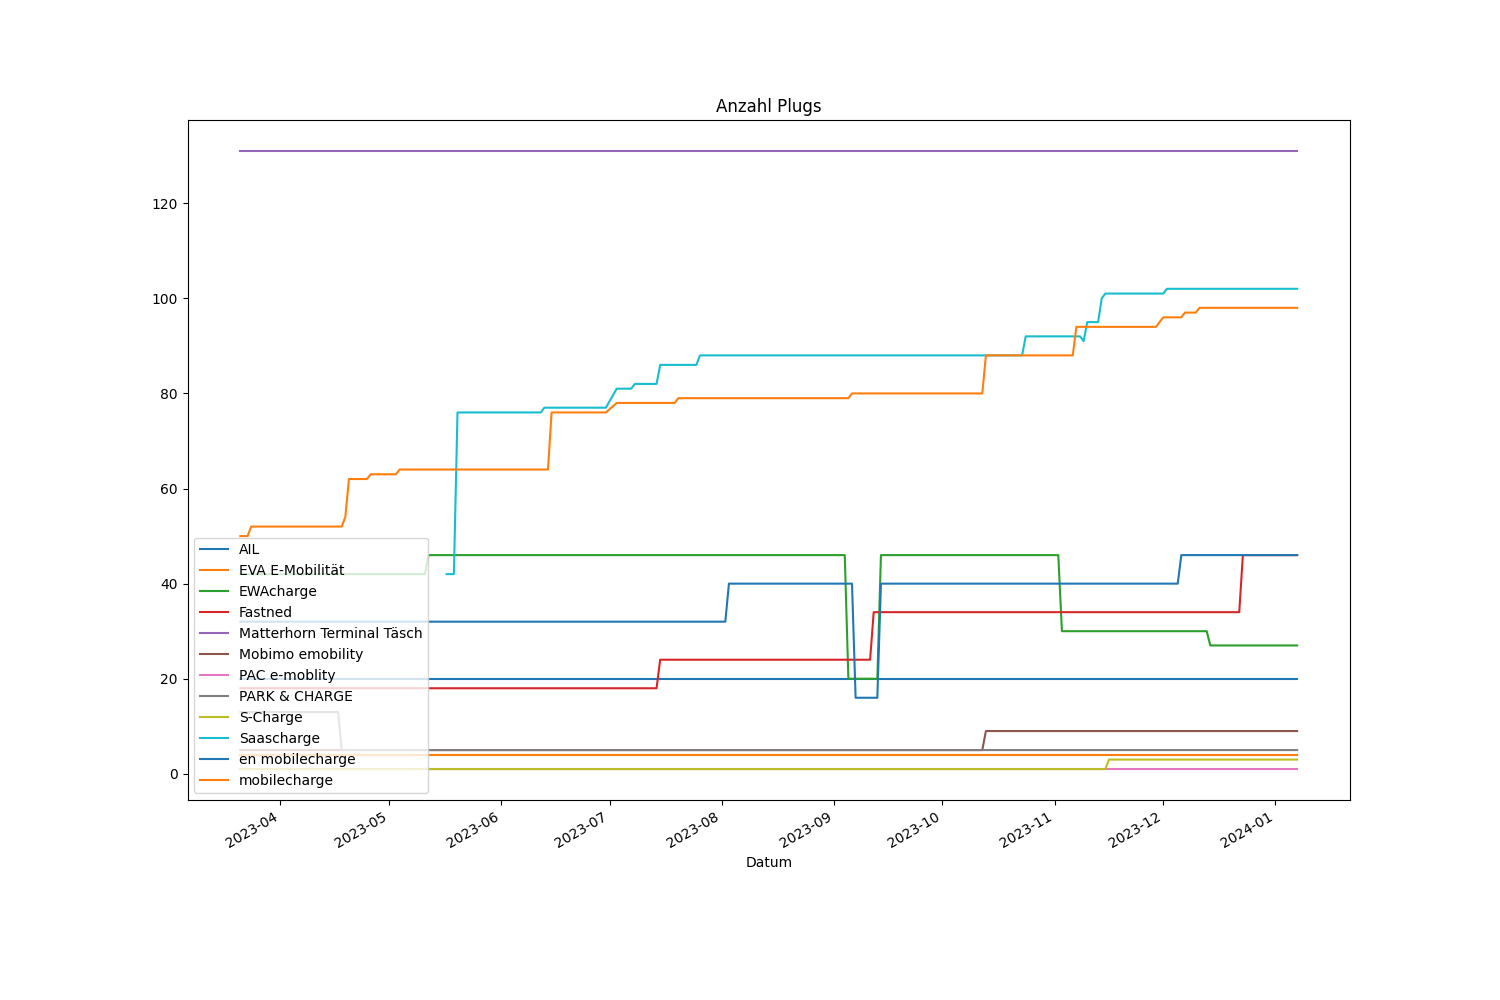 Anzahl Plugs
120
100
80
60
40
20
0
AIL
EVA E-Mobilität
EWAcharge
Fastned
Matterhorn Terminal Täsch
Mobimo emobility
PAC e-moblity
PARK & CHARGE
S-Charge
Saascharge
en mobilecharge
mobilecharge
2023-04
2023-05
2023-06
2023-07
2023-08
2023-09
2023-10
2023-11
2023-12
2024-01
Datum